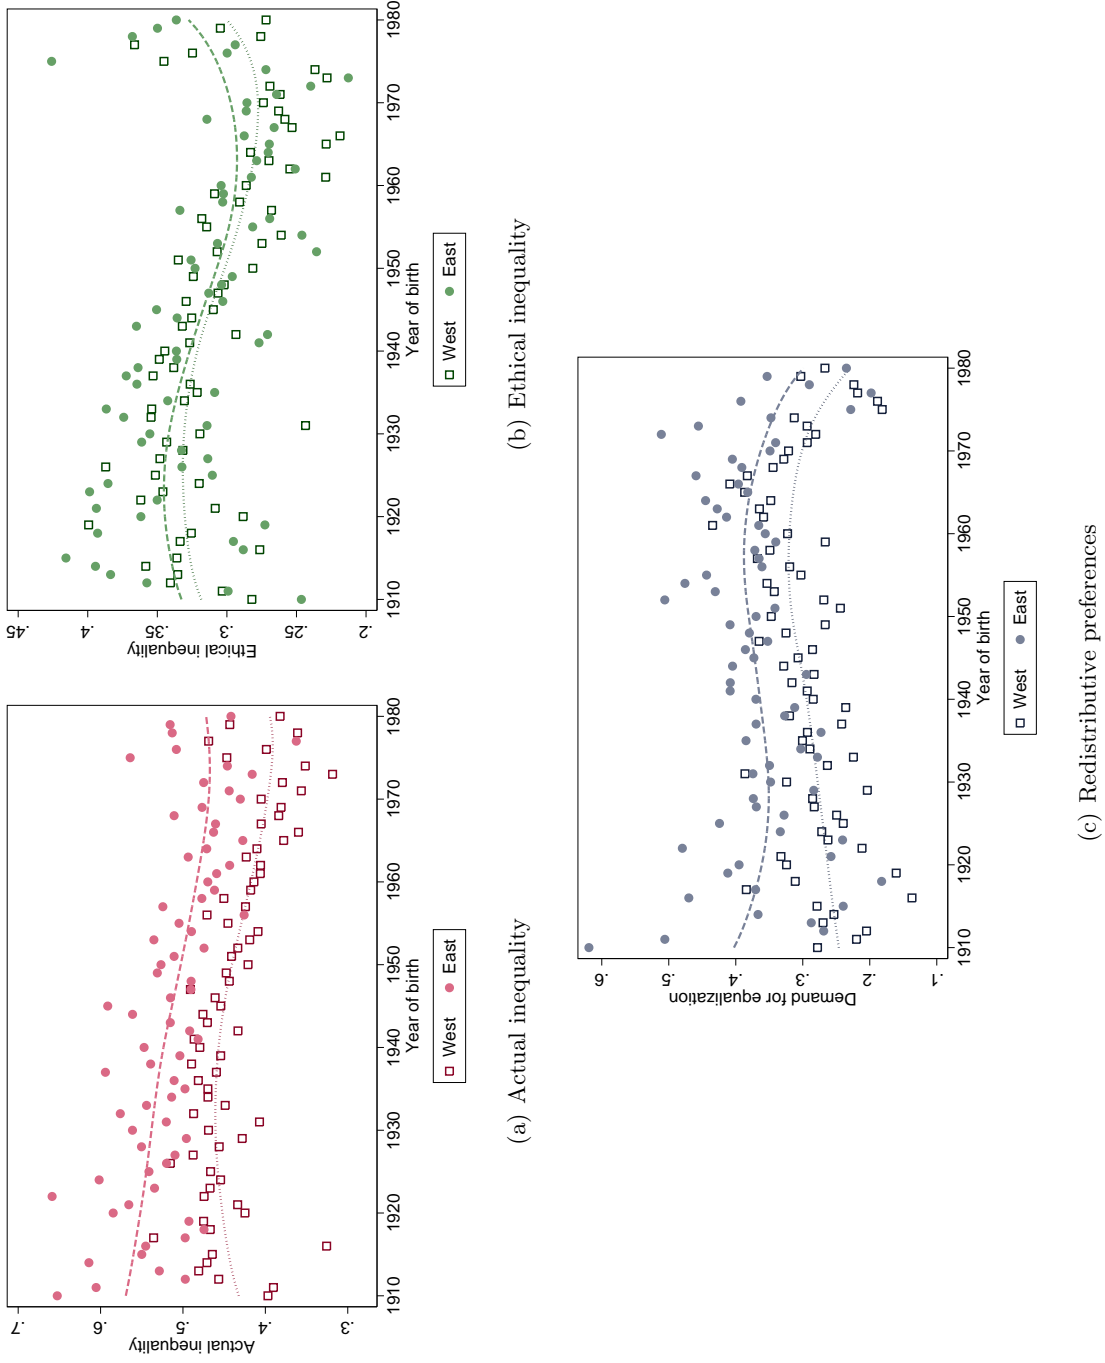 Actual inequality
.7
.6
.5
.4
.3
1910 1920 1930 1940 1950 1960 1970 1980
Year of birth
West East
(a) Actual inequality
Ethical inequality
.45
.4
.35
.3
.25
.2
1910 1920 1930 1940 1950 1960 1970 1980
Year of birth
West East
(b) Ethical inequality
Demand for equalization
.6
.5
.4
.3
.2
.1
1910 1920 1930 1940 1950 1960 1970 1980
Year of birth
West East
(c) Redistributive preferences